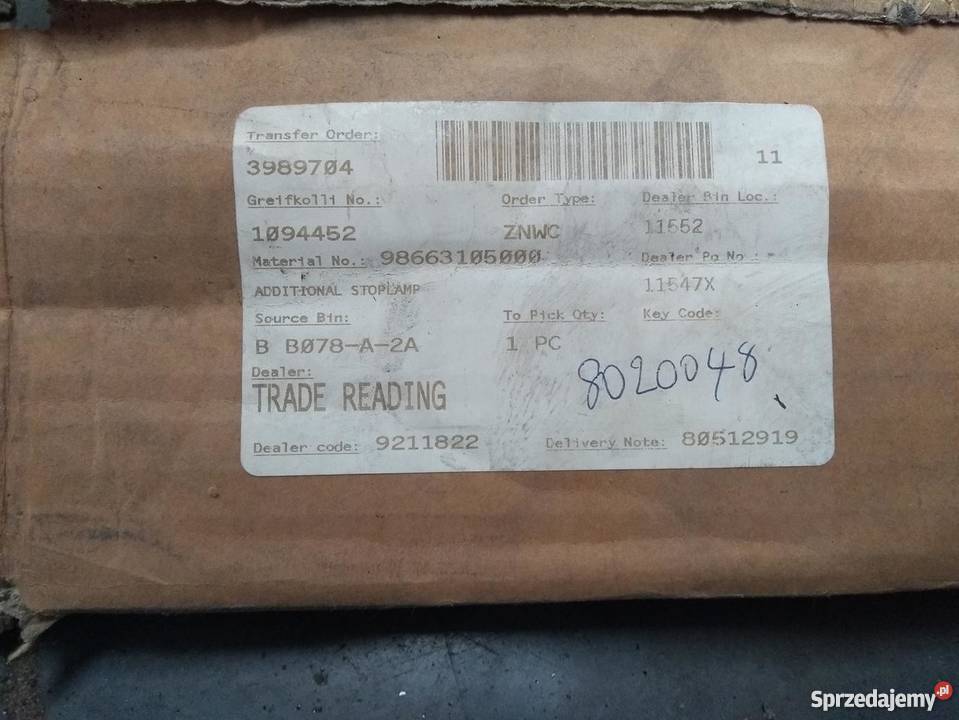 Transfer Order:
3989704
11
Greifkolli No.: Order Type: Dealer Bin Loc.:
1094452 ZNWC 11552
Material No.: 98663105000 Dealer Po No.:
ADDITIONAL STOPLAMP 11547X
Source Bin: To Pick Qty: Key Code:
B B078-A-2A 1 PC
8020048
Dealer:
TRADE READING
Dealer code: 9211822 Delivery Note: 80512919
Sprzedajemy.pl